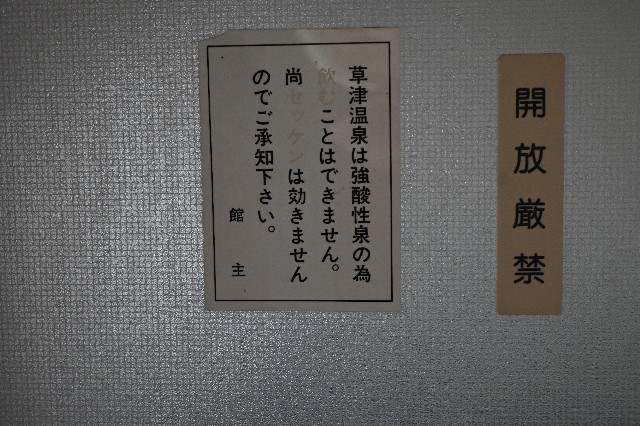 草津温泉は強酸性泉の為
飲むことはできません。
尚セッケンは効きません
のでご承知下さい。
館主
開放厳禁